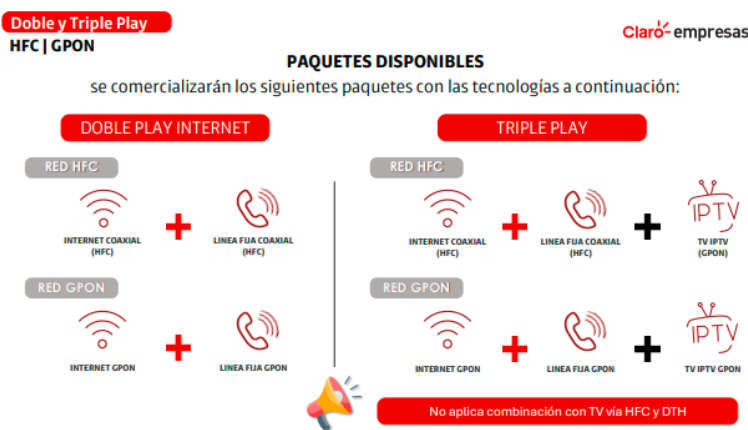 Doble y Triple Play
HFC | GPON
Claro empresas
PAQUETES DISPONIBLES
se comercializarán los siguientes paquetes con las tecnologías a continuación:
DOBLE PLAY INTERNET
RED HFC
INTERNET COAXIAL
(HFC)
+
LINEA FIJA COAXIAL
(HFC)
RED GPON
INTERNET GPON
+
LINEA FIJA GPON
TRIPLE PLAY
RED HFC
INTERNET COAXIAL
(HFC)
+
LINEA FIJA COAXIAL
(HFC)
+
IPTV
TV IPTV
(GPON)
RED GPON
INTERNET GPON
+
LINEA FIJA GPON
+
IPTV
TV IPTV GPON
No aplica combinación con TV vía HFC y DTH